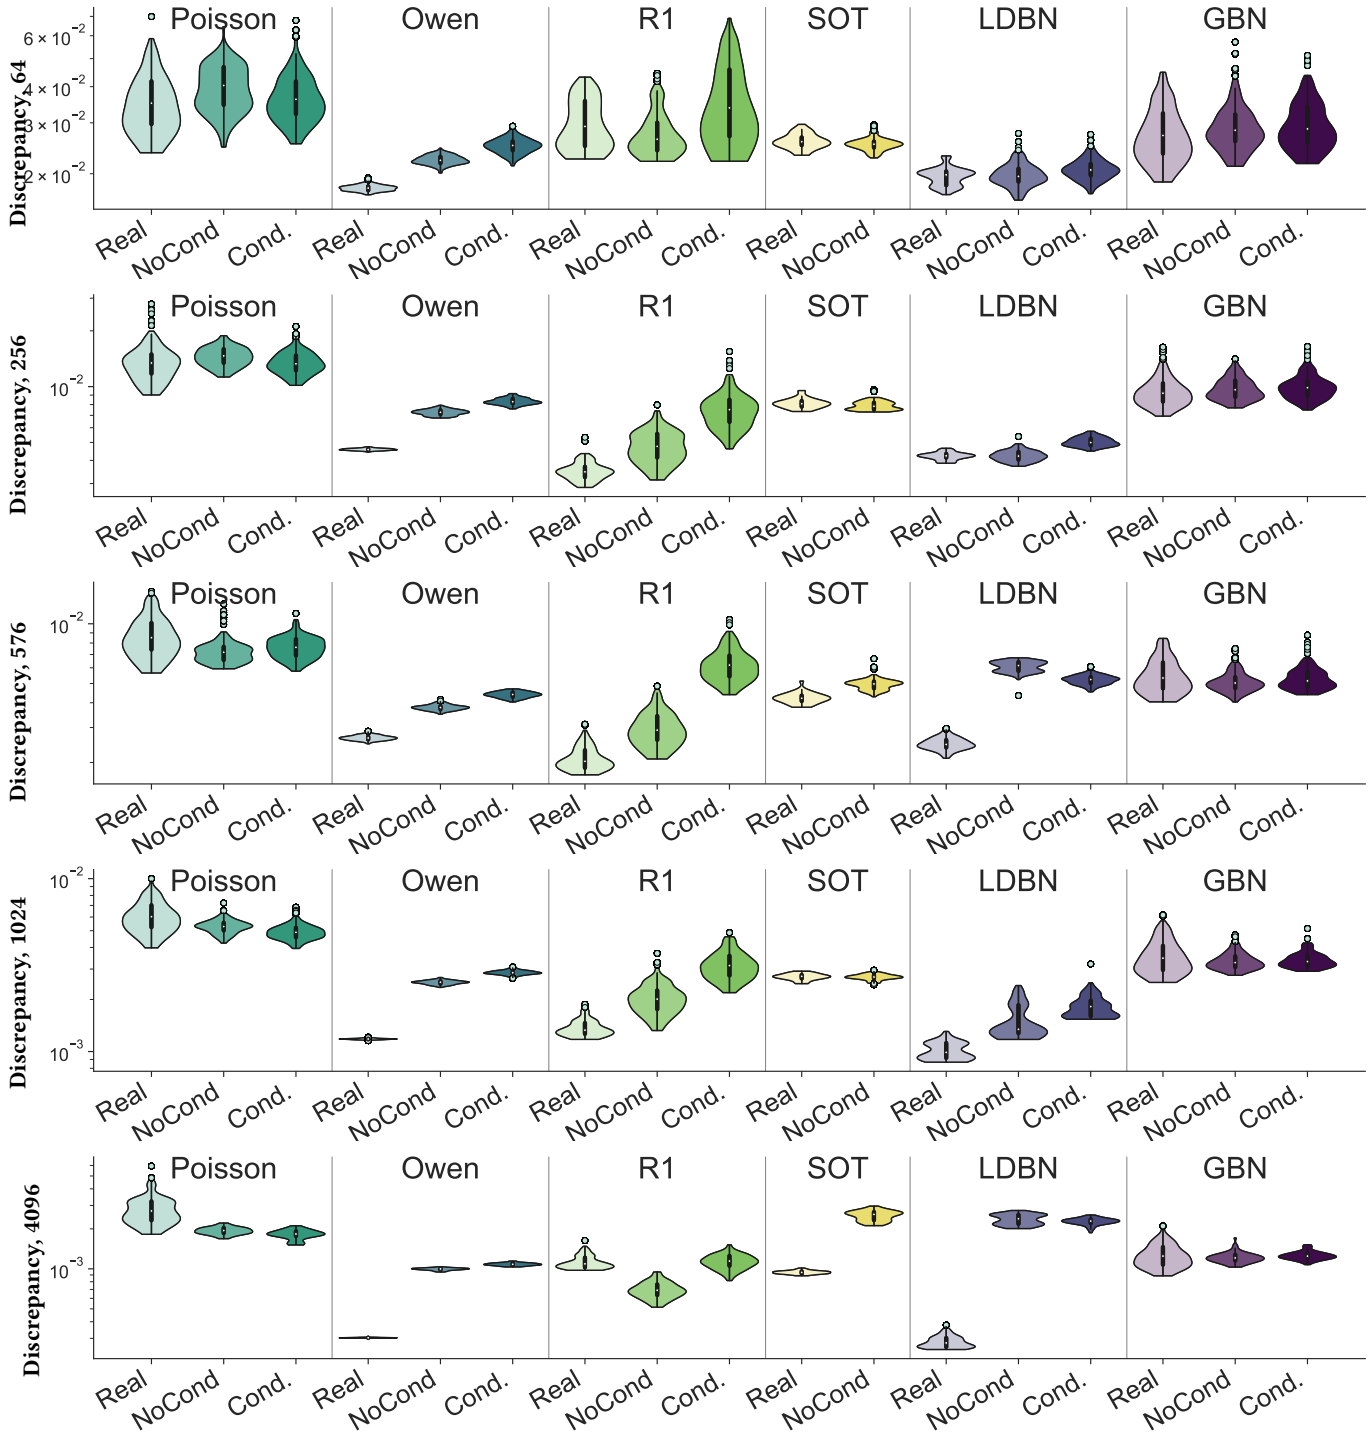 Discrepancy, 64
Poisson Owen R1 SOT LDBN GBN
6 × 10⁻²
4 × 10⁻²
3 × 10⁻²
2 × 10⁻²
Real NoCond Cond. Real NoCond Cond. Real NoCond Cond. Real NoCond Real NoCond Cond. Real NoCond Cond.
Discrepancy, 256
Poisson Owen R1 SOT LDBN GBN
10⁻²
Real NoCond Cond. Real NoCond Cond. Real NoCond Cond. Real NoCond Real NoCond Cond. Real NoCond Cond.
Discrepancy, 576
Poisson Owen R1 SOT LDBN GBN
10⁻²
Real NoCond Cond. Real NoCond Cond. Real NoCond Cond. Real NoCond Real NoCond Cond. Real NoCond Cond.
Discrepancy, 1024
Poisson Owen R1 SOT LDBN GBN
10⁻²
10⁻³
Real NoCond Cond. Real NoCond Cond. Real NoCond Cond. Real NoCond Real NoCond Cond. Real NoCond Cond.
Discrepancy, 4096
Poisson Owen R1 SOT LDBN GBN
10⁻³
Real NoCond Cond. Real NoCond Cond. Real NoCond Cond. Real NoCond Real NoCond Cond. Real NoCond Cond.